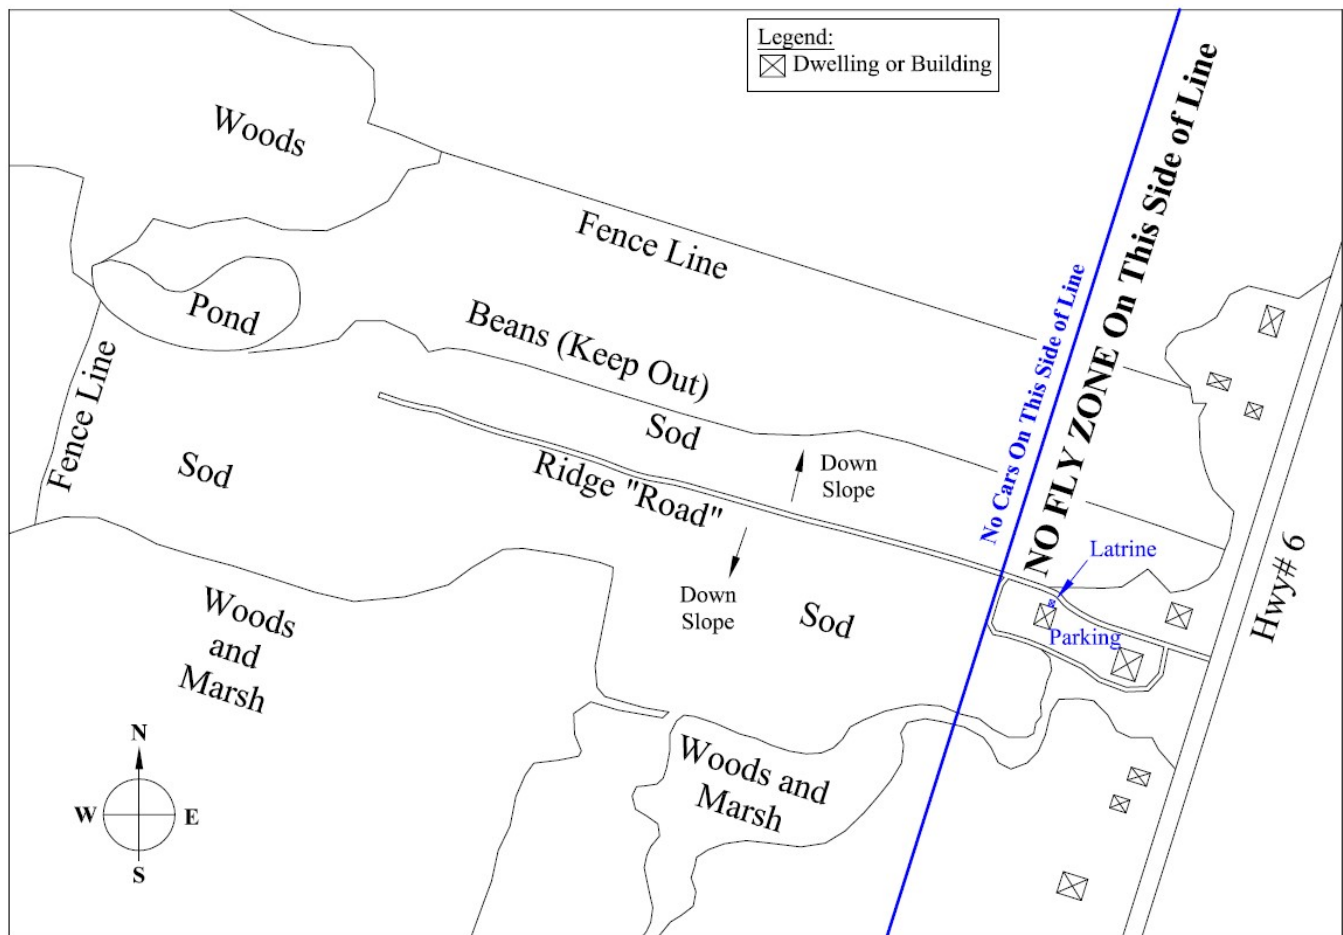 Legend:
Dwelling or Building
Woods
Fence Line
No Cars On This Side of Line
NO FLY ZONE On This Side of Line
Pond
Beans (Keep Out)
Fence Line
Sod
Sod
Ridge "Road"
Down
Slope
Down
Slope
Latrine
Hwy# 6
Woods
and
Marsh
Sod
Parking
Woods and
Marsh
N
W
E
S